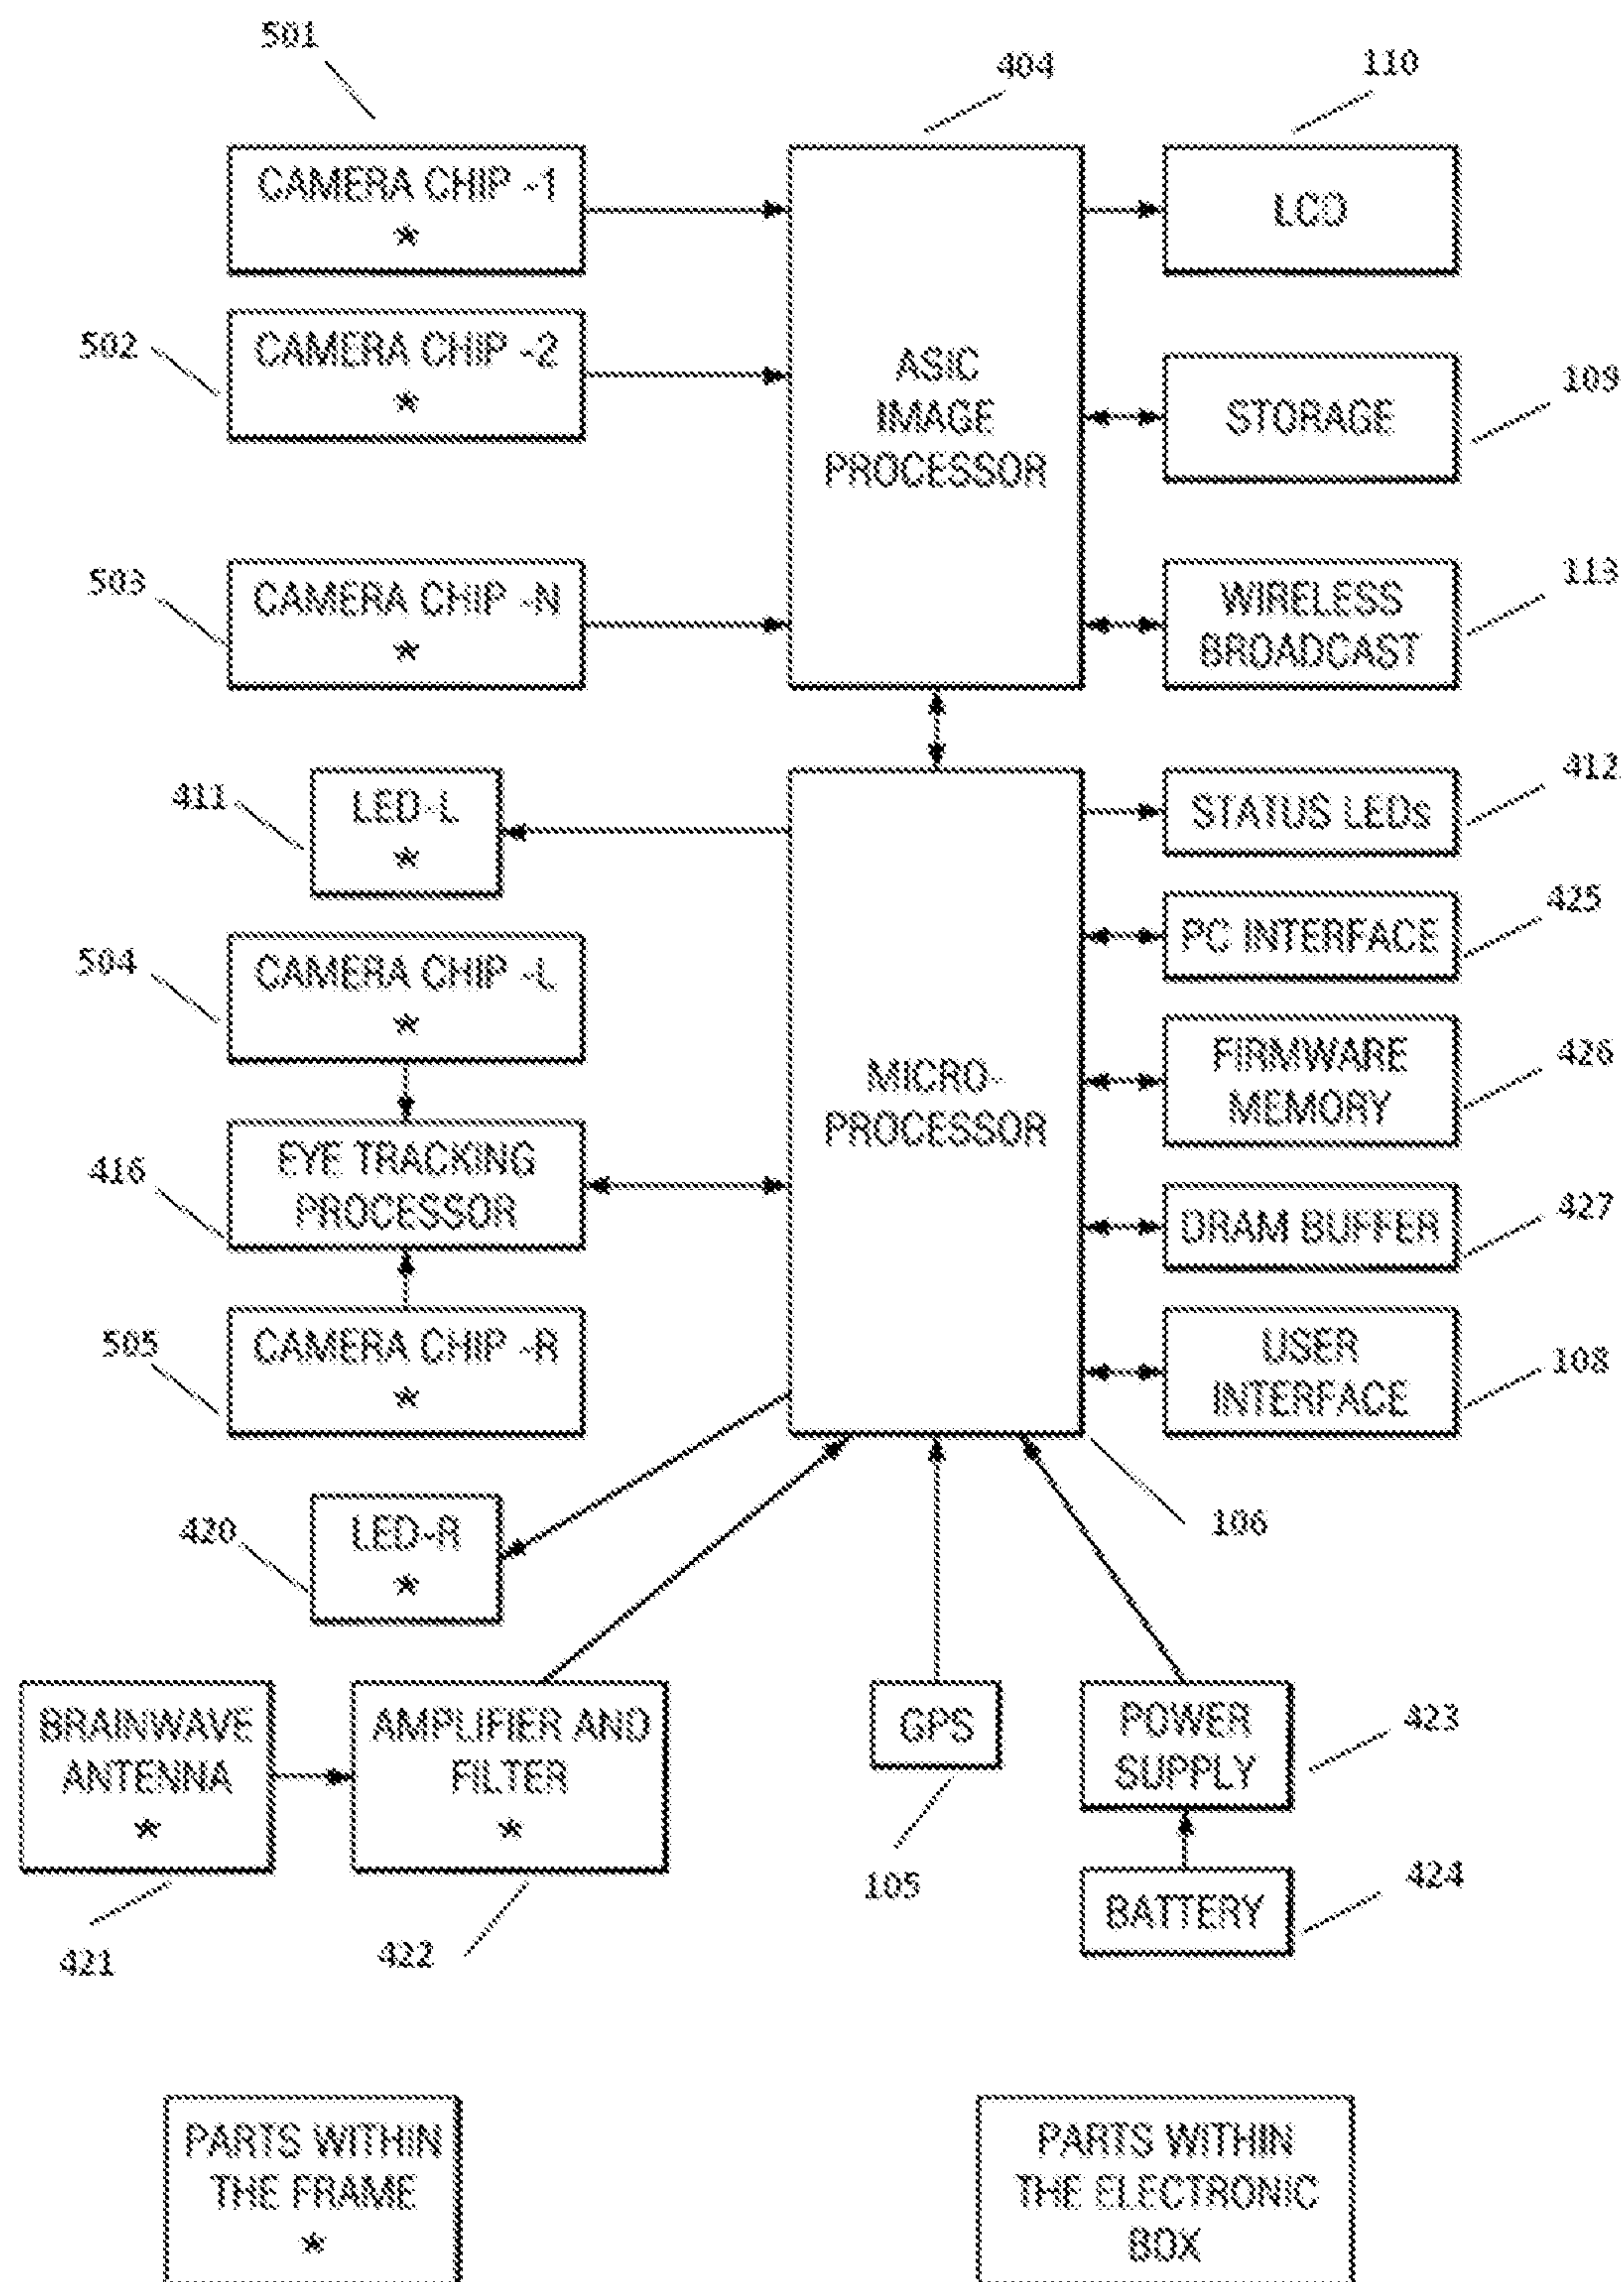 501
404
110
CAMERA CHIP -1
*
LCD
502
CAMERA CHIP -2
*
ASIC
IMAGE
PROCESSOR
109
STORAGE
503
CAMERA CHIP -N
*
113
WIRELESS
BROADCAST
411
LED-L
*
412
STATUS LEDs
425
PC INTERFACE
504
CAMERA CHIP -L
*
MICRO-
PROCESSOR
426
FIRMWARE
MEMORY
416
EYE TRACKING
PROCESSOR
427
DRAM BUFFER
505
CAMERA CHIP -R
*
108
USER
INTERFACE
420
LED-R
*
106
BRAINWAVE
ANTENNA
*
AMPLIFIER AND
FILTER
*
GPS
POWER
SUPPLY
423
105
BATTERY
424
421
422
PARTS WITHIN
THE FRAME
*
PARTS WITHIN
THE ELECTRONIC
BOX